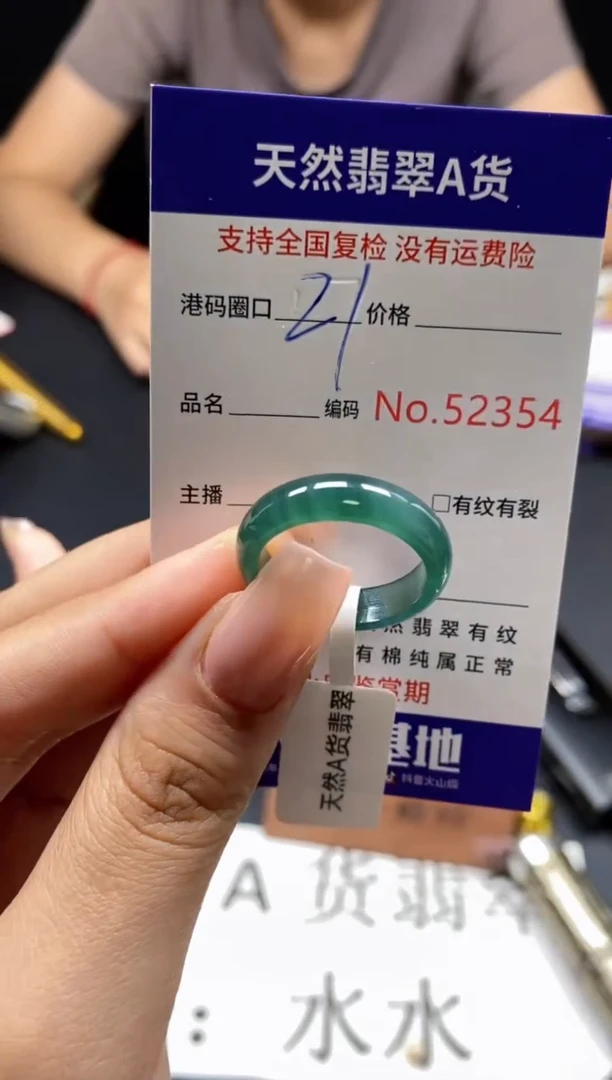 天然翡翠A货
支持全国复检 没有运费险
港码圈口 21 价格
品名 编码 No.52354
主播 □有纹有裂
然翡翠有纹
有棉纯属正常
鉴赏期
基地
抖音火山版
天然A货翡翠
A 货翡翠
：水水